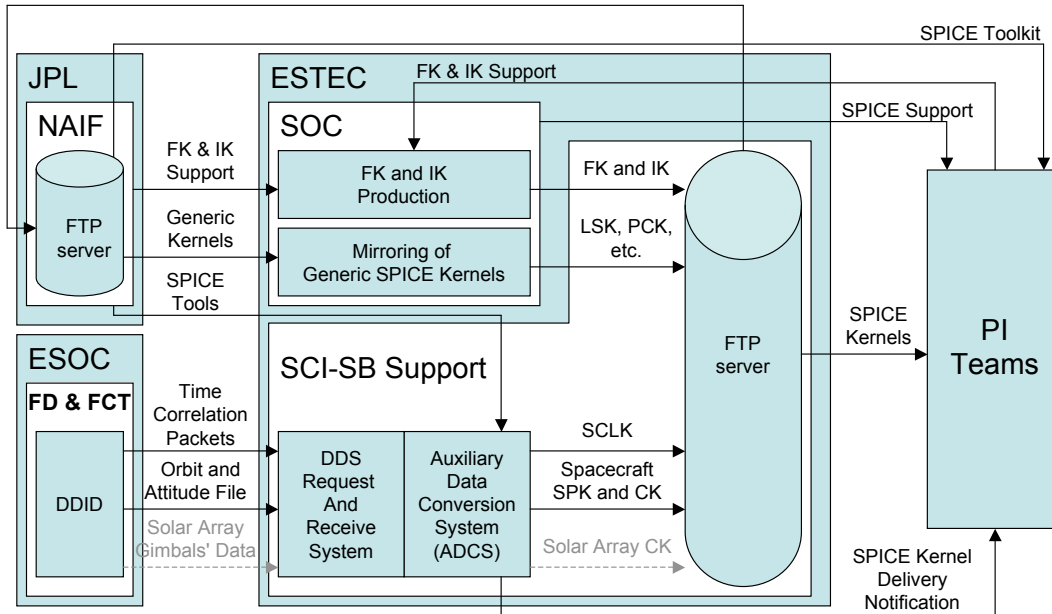 SPICE Toolkit
JPL
ESTEC
FK & IK Support
NAIF
SOC
SPICE Support
FK & IK
Support
FK and IK
Production
FK and IK
FTP
server
Generic
Kernels
Mirroring of
Generic SPICE Kernels
LSK, PCK,
etc.
SPICE
Tools
FTP
server
SPICE
Kernels
PI
Teams
ESOC
SCI-SB Support
FD & FCT
Time
Correlation
Packets
DDID
Orbit and
Attitude File
Solar Array
Gimbals' Data
DDS
Request
And
Receive
System
Auxiliary
Data
Conversion
System
(ADCS)
SCLK
Spacecraft
SPK and CK
Solar Array CK
SPICE Kernel
Delivery
Notification